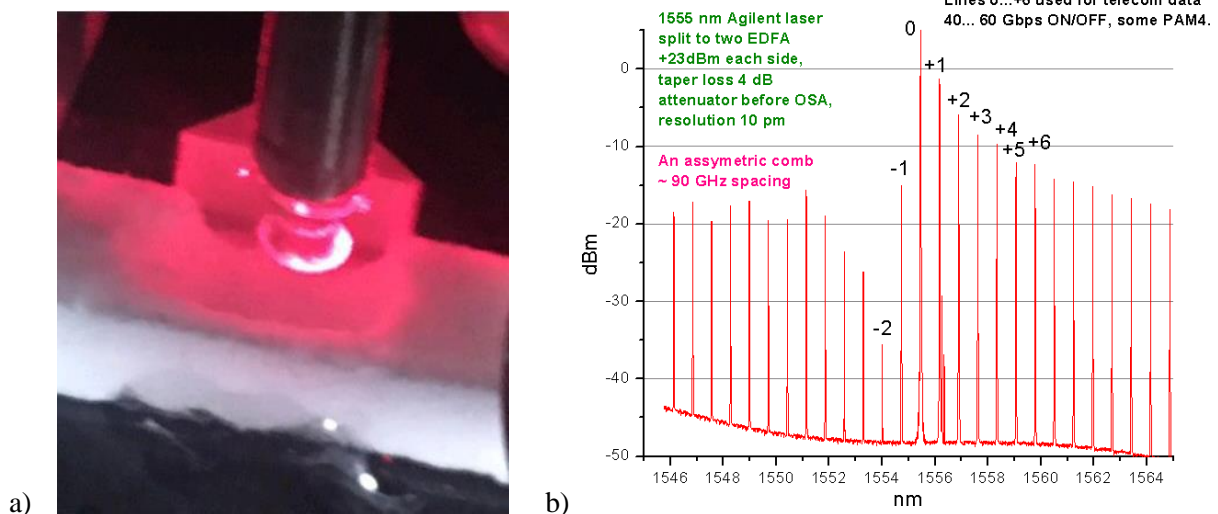 Lines 0...+6 used for telecom data
40... 60 Gbps ON/OFF, some PAM4.
1555 nm Agilent laser
split to two EDFA
+23dBm each side,
taper loss 4 dB
attenuator before OSA,
resolution 10 pm
An assymetric comb
~ 90 GHz spacing
0
+1
+2
+3
+4
+5
+6
-1
-2
0
-10
-20
-30
-40
-50
dBm
1546 1548 1550 1552 1554 1556 1558 1560 1562 1564
nm
a)
b)